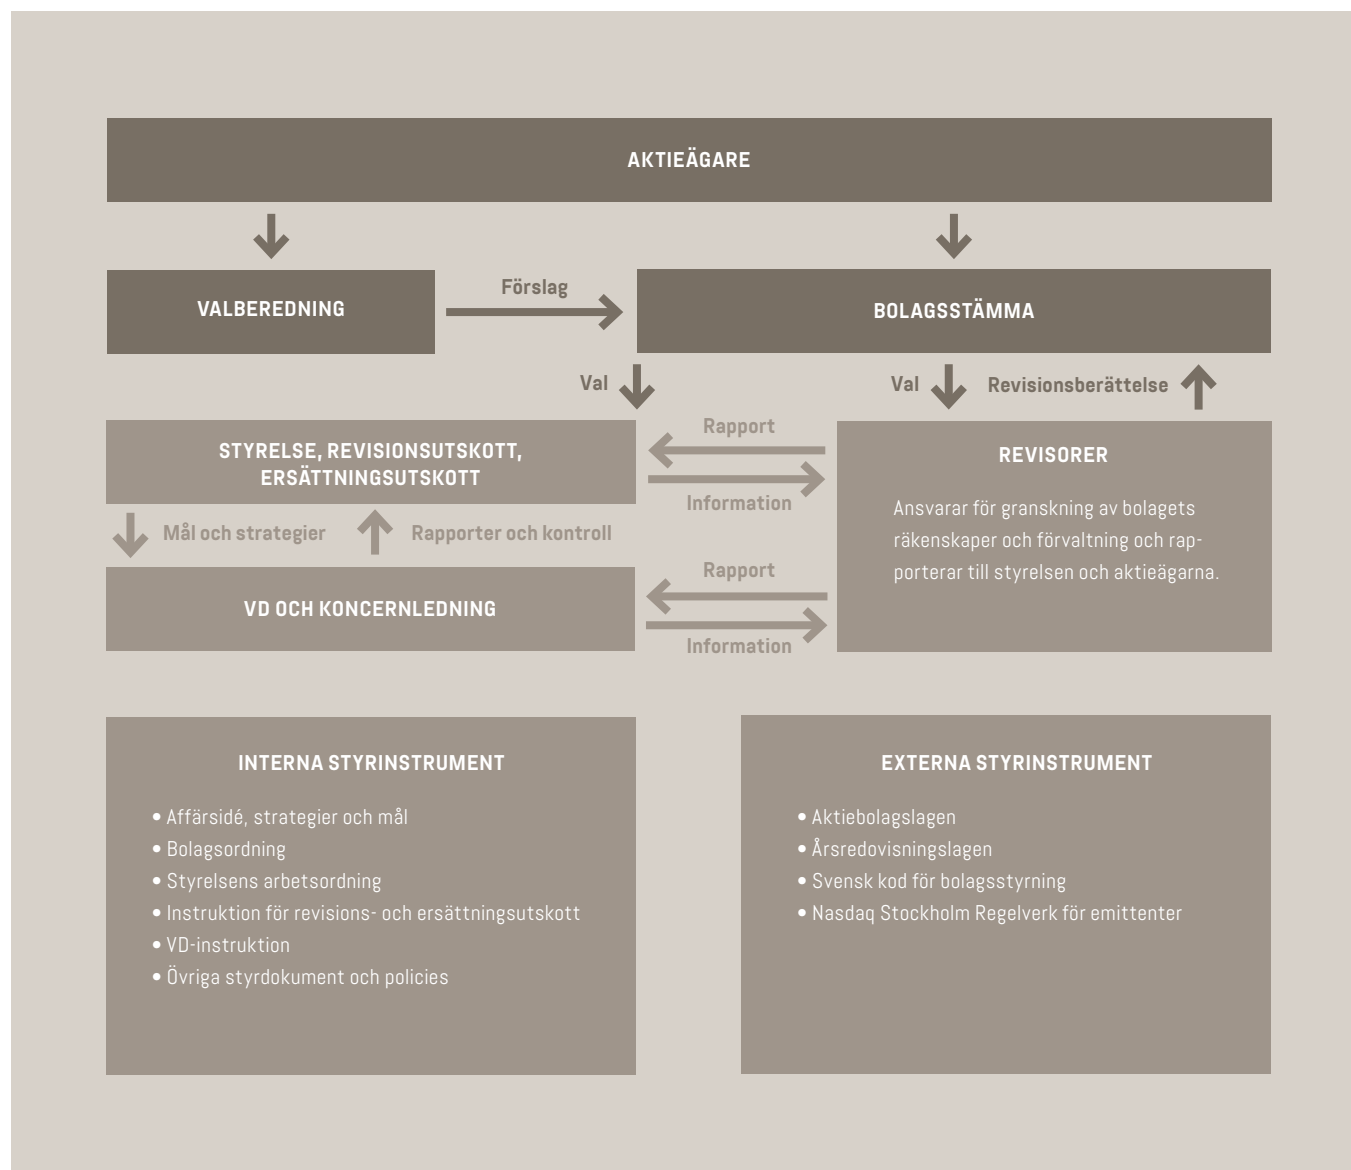 AKTIEÄGARE
VALBEREDNING
Förslag
BOLAGSSTÄMMA
Val
Val
Revisionsberättelse
STYRELSE, REVISIONSUTSKOTT,
ERSÄTTNINGSUTSKOTT
Rapport
Information
REVISORER
Ansvarar för granskning av bolagets
räkenskaper och förvaltning och rap-
porterar till styrelsen och aktieägarna.
Mål och strategier
Rapporter och kontroll
VD OCH KONCERNLEDNING
Rapport
Information
INTERNA STYRINSTRUMENT
• Affärsidé, strategier och mål
• Bolagsordning
• Styrelsens arbetsordning
• Instruktion för revisions- och ersättningsutskott
• VD-instruktion
• Övriga styrdokument och policies
EXTERNA STYRINSTRUMENT
• Aktiebolagslagen
• Årsredovisningslagen
• Svensk kod för bolagsstyrning
• Nasdaq Stockholm Regelverk för emittenter